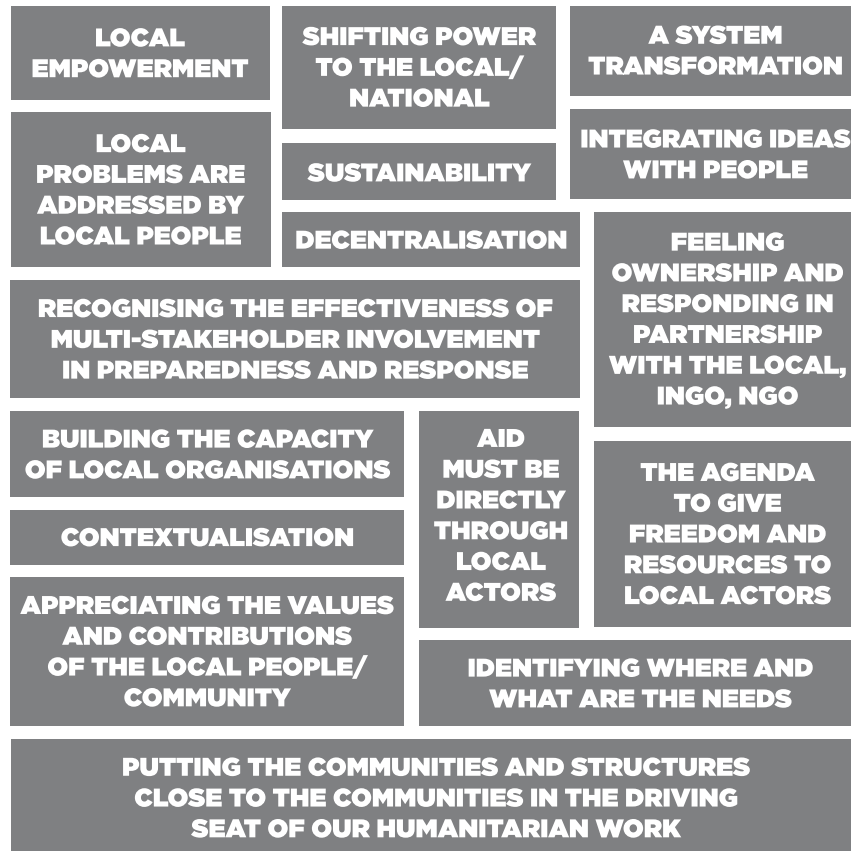 LOCAL
EMPOWERMENT
SHIFTING POWER
TO THE LOCAL/
NATIONAL
A SYSTEM
TRANSFORMATION
LOCAL
PROBLEMS ARE
ADDRESSED BY
LOCAL PEOPLE
SUSTAINABILITY
INTEGRATING IDEAS
WITH PEOPLE
DECENTRALISATION
FEELING
OWNERSHIP AND
RESPONDING IN
PARTNERSHIP
WITH THE LOCAL,
INGO, NGO
RECOGNISING THE EFFECTIVENESS OF
MULTI-STAKEHOLDER INVOLVEMENT
IN PREPAREDNESS AND RESPONSE
BUILDING THE CAPACITY
OF LOCAL ORGANISATIONS
AID
MUST BE
DIRECTLY
THROUGH
LOCAL
ACTORS
THE AGENDA
TO GIVE
FREEDOM AND
RESOURCES TO
LOCAL ACTORS
CONTEXTUALISATION
APPRECIATING THE VALUES
AND CONTRIBUTIONS
OF THE LOCAL PEOPLE/
COMMUNITY
IDENTIFYING WHERE AND
WHAT ARE THE NEEDS
PUTTING THE COMMUNITIES AND STRUCTURES
CLOSE TO THE COMMUNITIES IN THE DRIVING
SEAT OF OUR HUMANITARIAN WORK